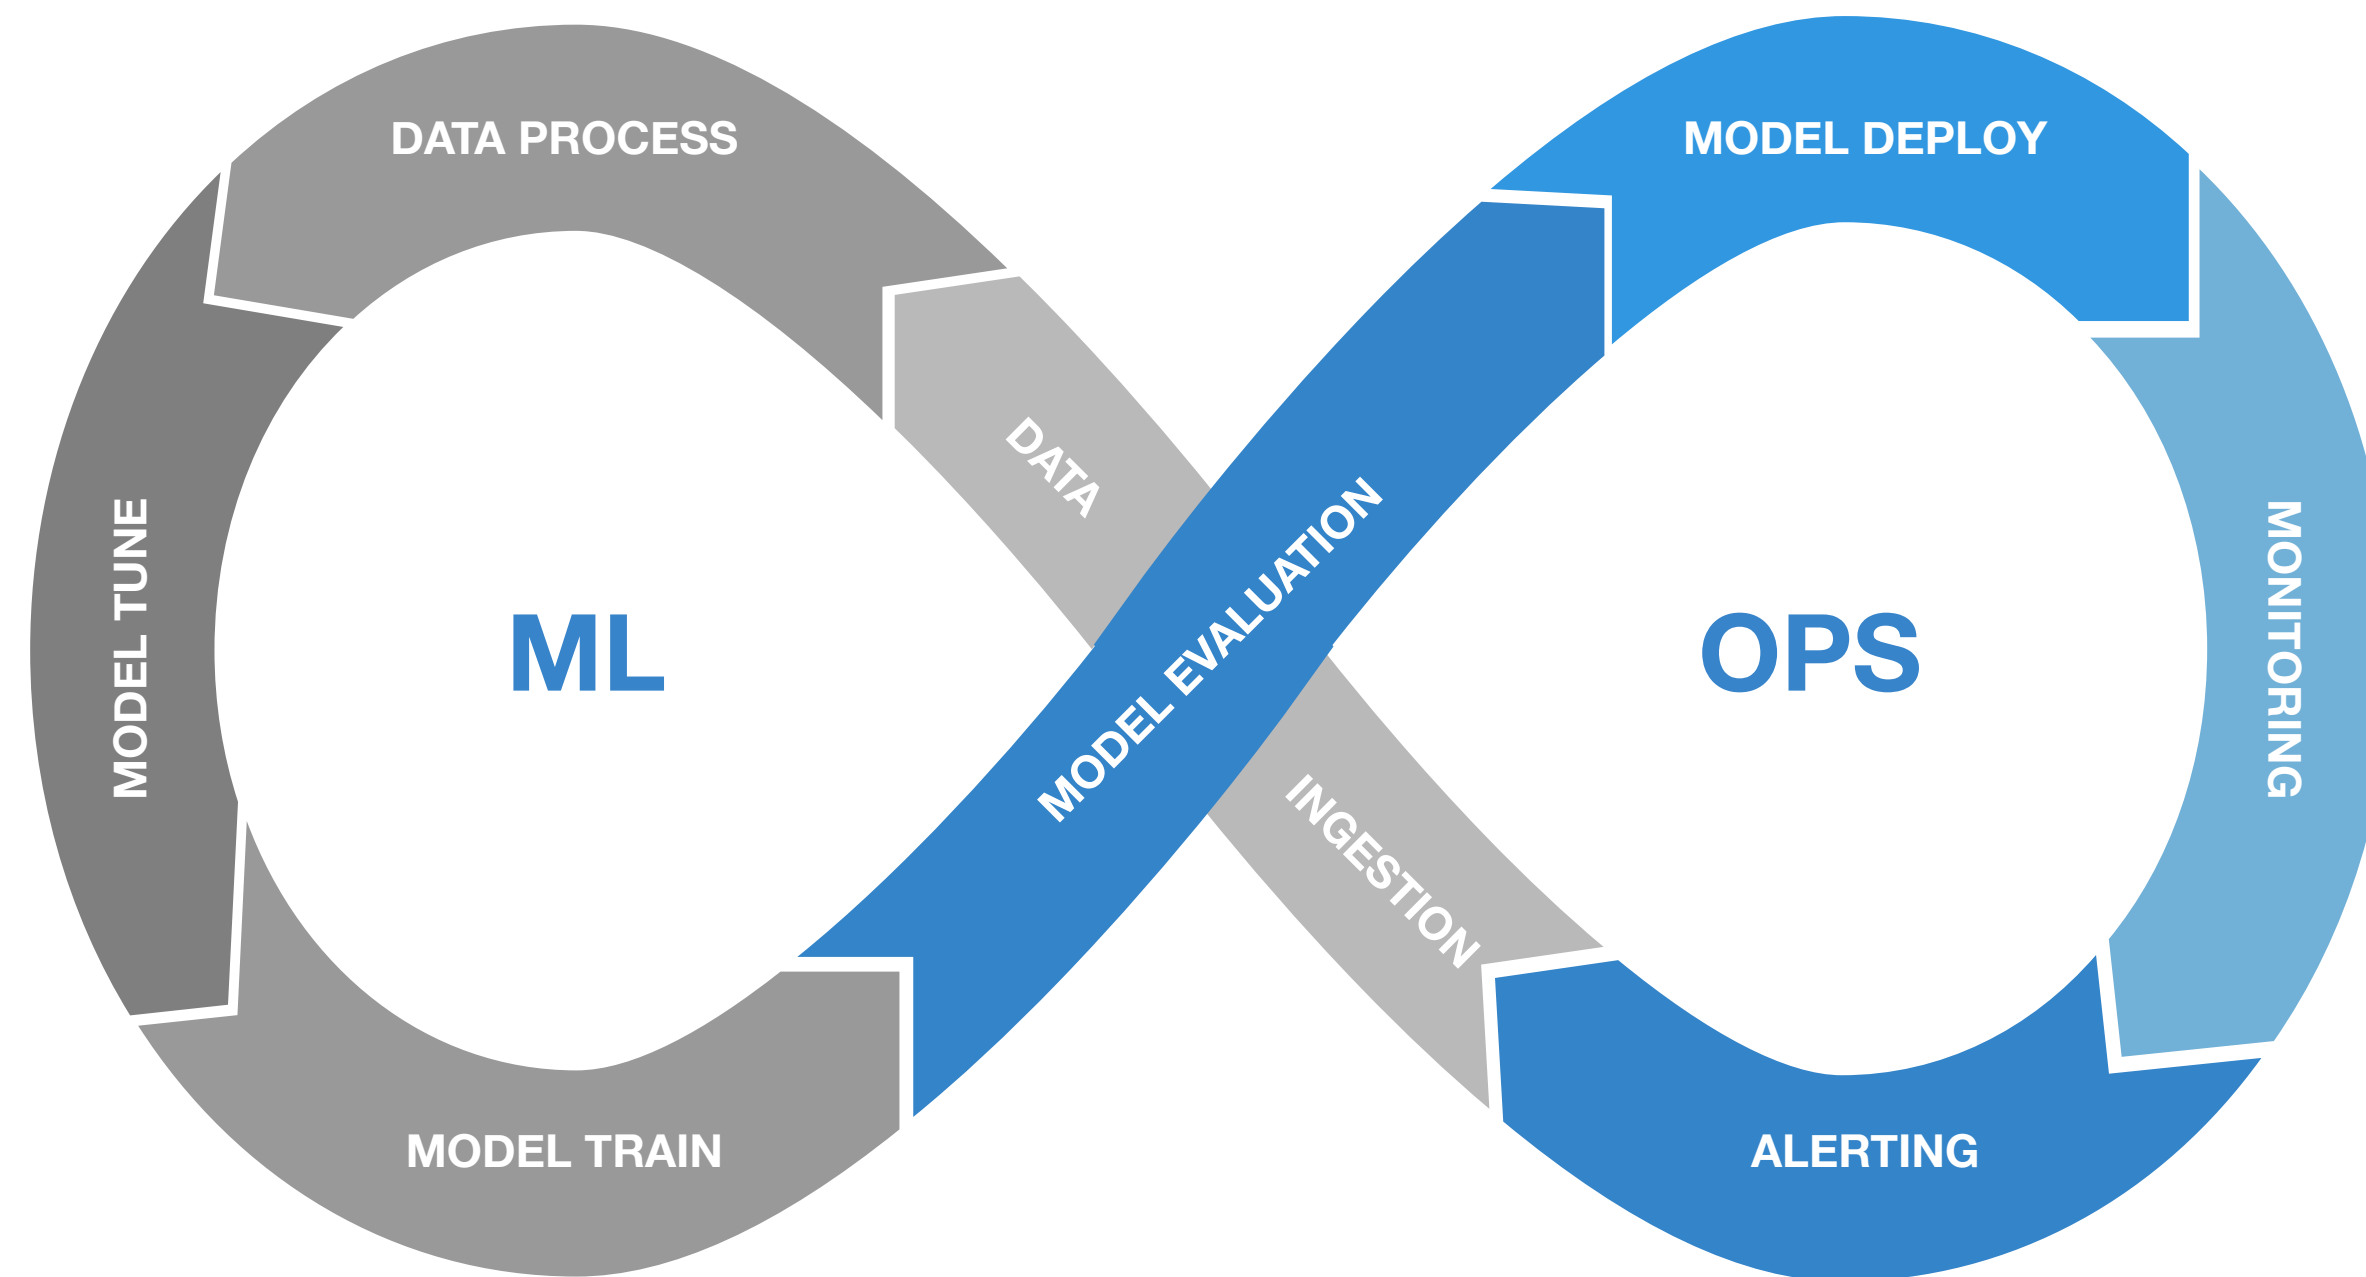 DATA PROCESS
MODEL DEPLOY
DATA
INGESTION
MODEL EVALUATION
MODEL TUNE
ML
OPS
MONITORING
MODEL TRAIN
ALERTING